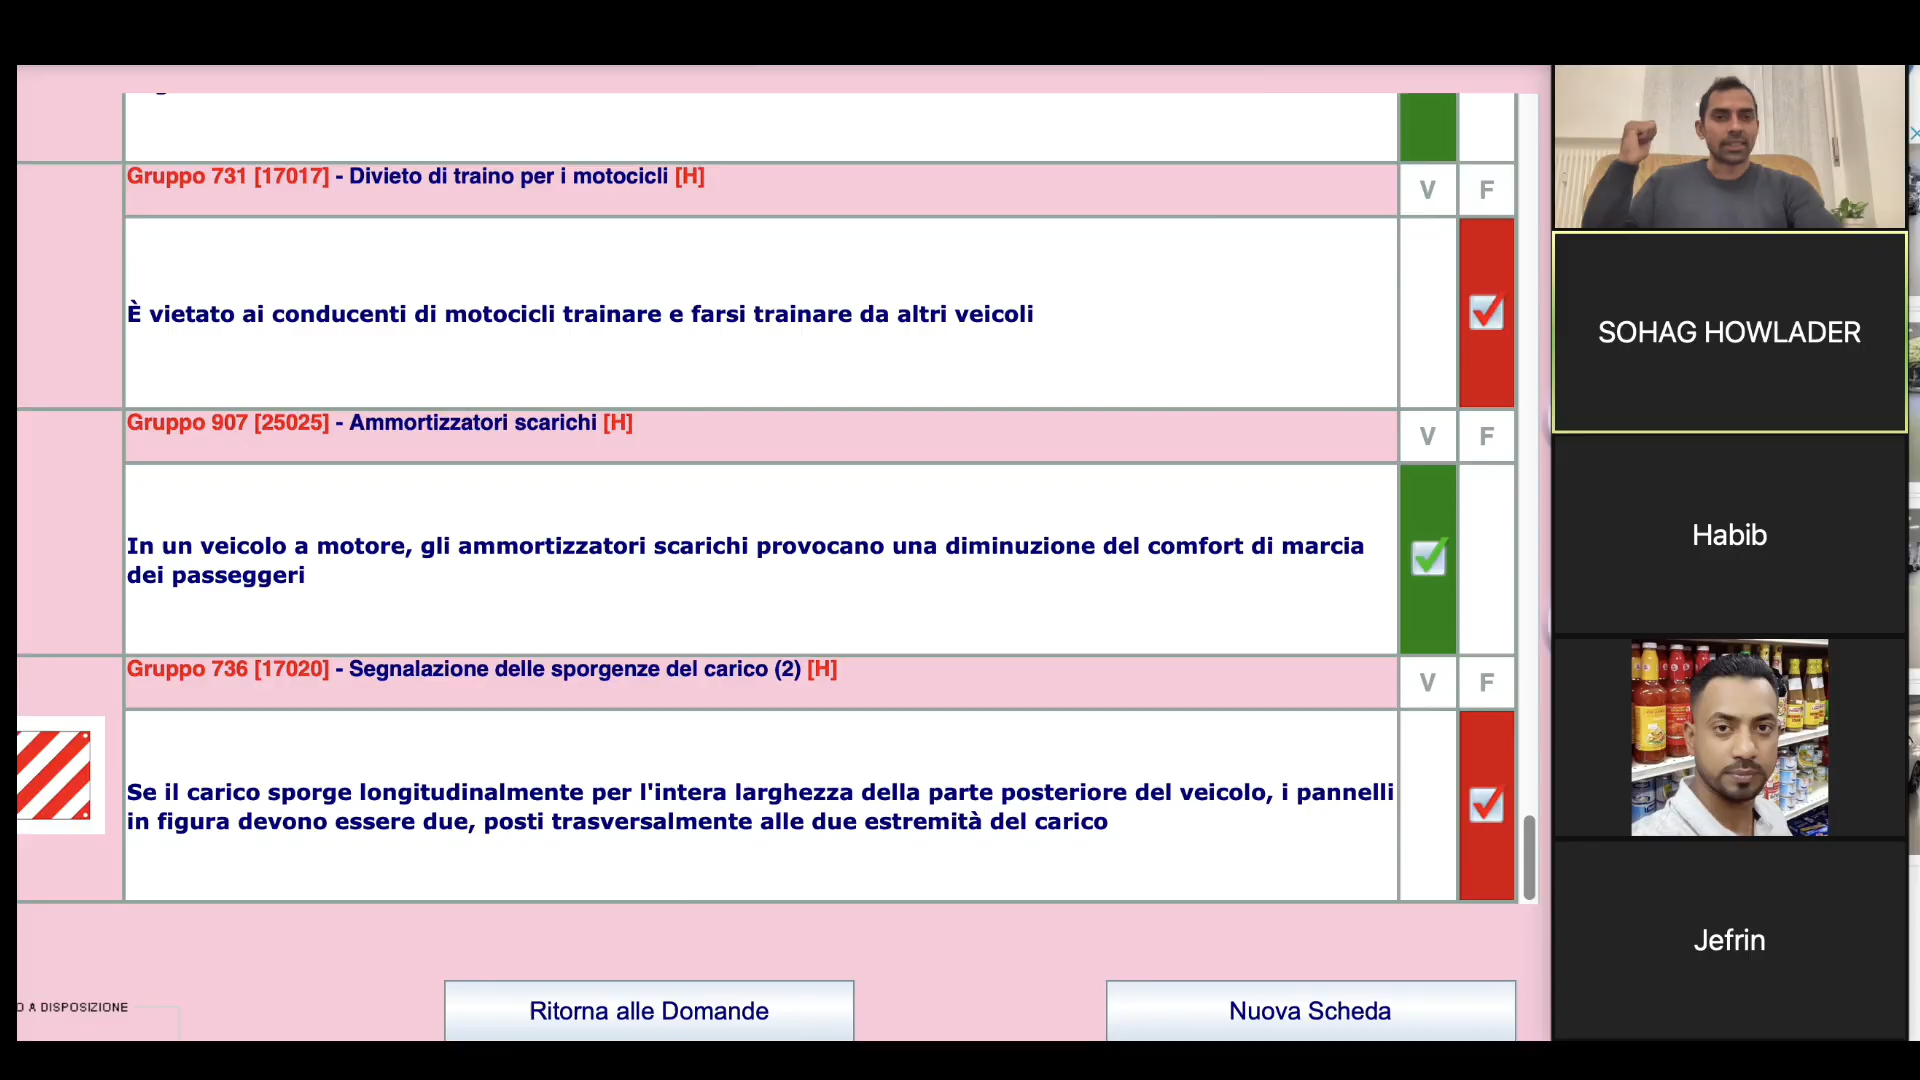 Gruppo 731 [17017] - Divieto di traino per i motocicli [H]
V F
È vietato ai conducenti di motocicli trainare e farsi trainare da altri veicoli
Gruppo 907 [25025] - Ammortizzatori scarichi [H]
V F
In un veicolo a motore, gli ammortizzatori scarichi provocano una diminuzione del comfort di marcia
dei passeggeri
Gruppo 736 [17020] - Segnalazione delle sporgenze del carico (2) [H]
V F
Se il carico sporge longitudinalmente per l'intera larghezza della parte posteriore del veicolo, i pannelli
in figura devono essere due, posti trasversalmente alle due estremità del carico
A DISPOSIZIONE
Ritorna alle Domande
Nuova Scheda
SOHAG HOWLADER
Habib
Jefrin